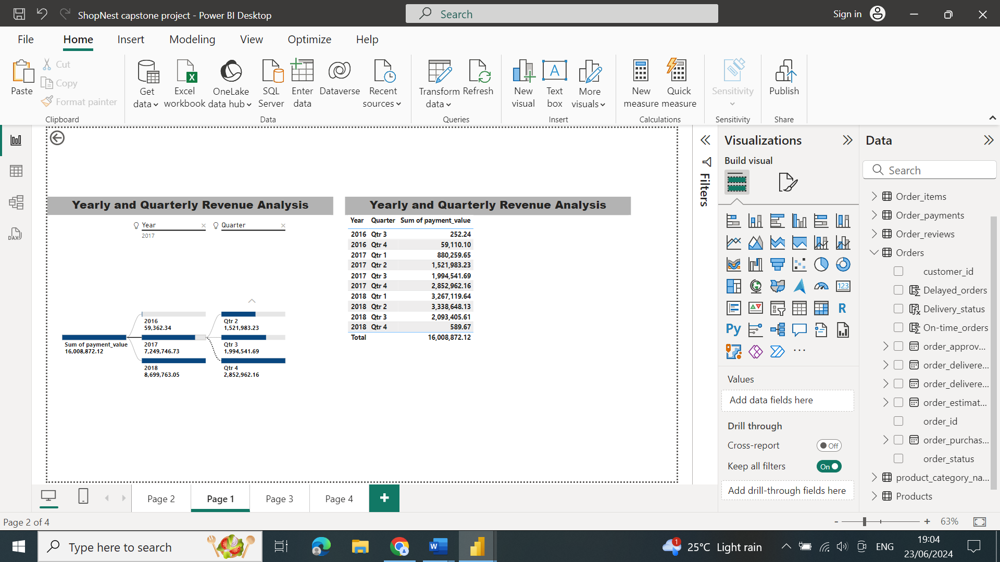 ShopNest capstone project - Power BI Desktop
Search
Sign in
File Home Insert Modeling View Optimize Help
Paste
Cut
Copy
Format painter
Clipboard
Get data
Excel workbook
OneLake data hub
SQL Server
Enter data
Dataverse
Recent sources
Data
Transform data
Refresh
Queries
New visual
Text box
More visuals
Insert
New measure
Quick measure
Calculations
Sensitivity
Sensitivity
Publish
Share
Yearly and Quarterly Revenue Analysis
Year
2017
Quarter
2016
59,362.34
Qtr 2
1,521,983.23
Sum of payment_value
16,008,872.12
2017
7,249,746.73
Qtr 3
1,994,541.69
2018
8,699,763.05
Qtr 4
2,852,962.16
Yearly and Quarterly Revenue Analysis
Year Quarter Sum of payment_value
2016 Qtr 3 252.24
2016 Qtr 4 59,110.10
2017 Qtr 1 880,259.65
2017 Qtr 2 1,521,983.23
2017 Qtr 3 1,994,541.69
2017 Qtr 4 2,852,962.16
2018 Qtr 1 3,267,119.64
2018 Qtr 2 3,338,648.13
2018 Qtr 3 2,093,405.61
2018 Qtr 4 589.67
Total 16,008,872.12
Filters
Visualizations
Build visual
123
R
Py
...
Values
Add data fields here
Drill through
Cross-report Off
Keep all filters On
Add drill-through fields here
Data
Search
Order_items
Order_payments
Order_reviews
Orders
customer_id
Delayed_orders
Delivery_status
On-time_orders
order_approv...
order_delivere...
order_delivere...
order_estimat...
order_id
order_purchas...
order_status
product_category_na...
Products
DAX
Page 2 Page 1 Page 3 Page 4
Page 2 of 4
- + 63%
Type here to search
W
1
25°C Light rain
ENG
19:04
23/06/2024